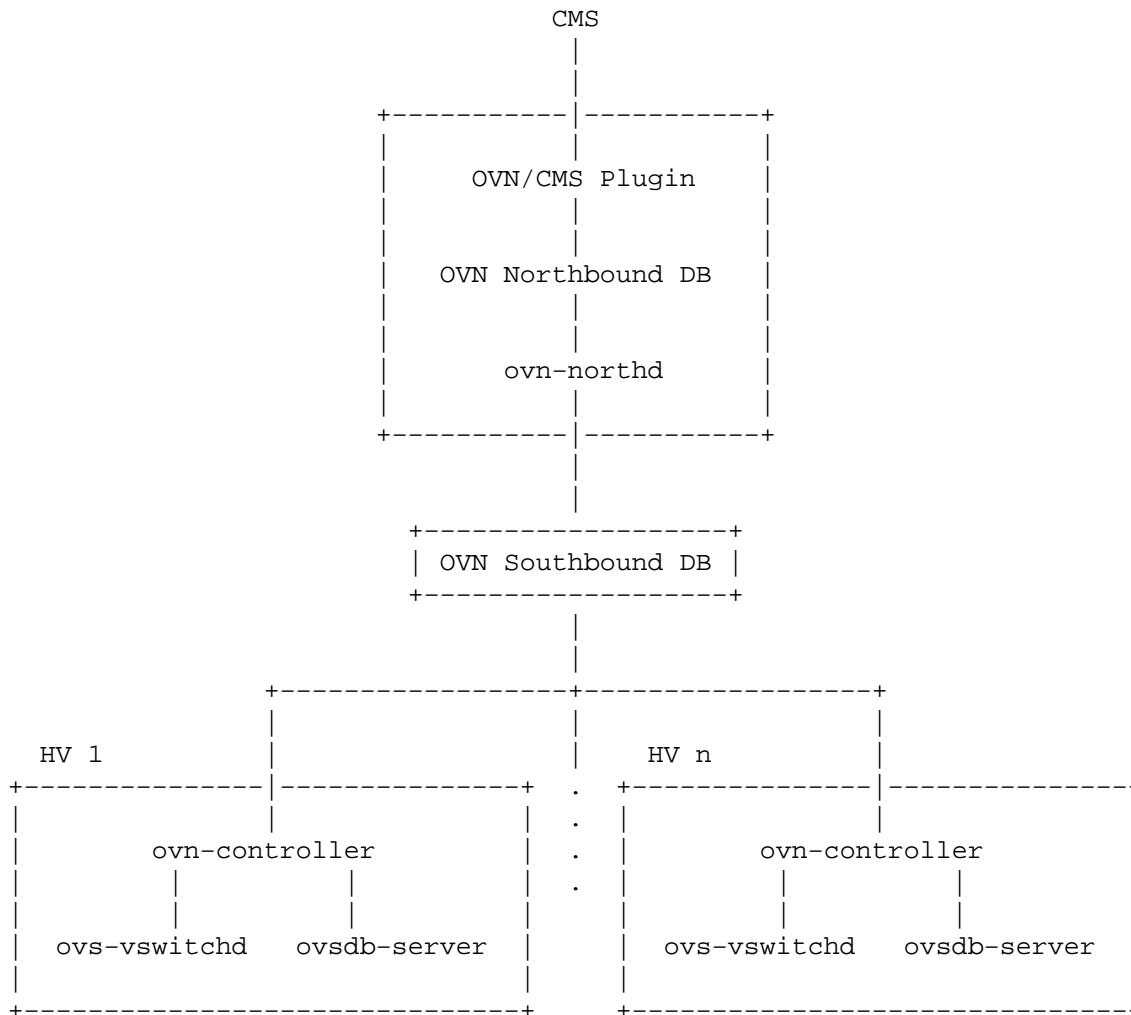 CMS
OVN/CMS Plugin
OVN Northbound DB
ovn-northd
OVN Southbound DB
HV 1 HV n
ovn-controller ovn-controller
ovs-vswitchd ovsdb-server ovs-vswitchd ovsdb-server